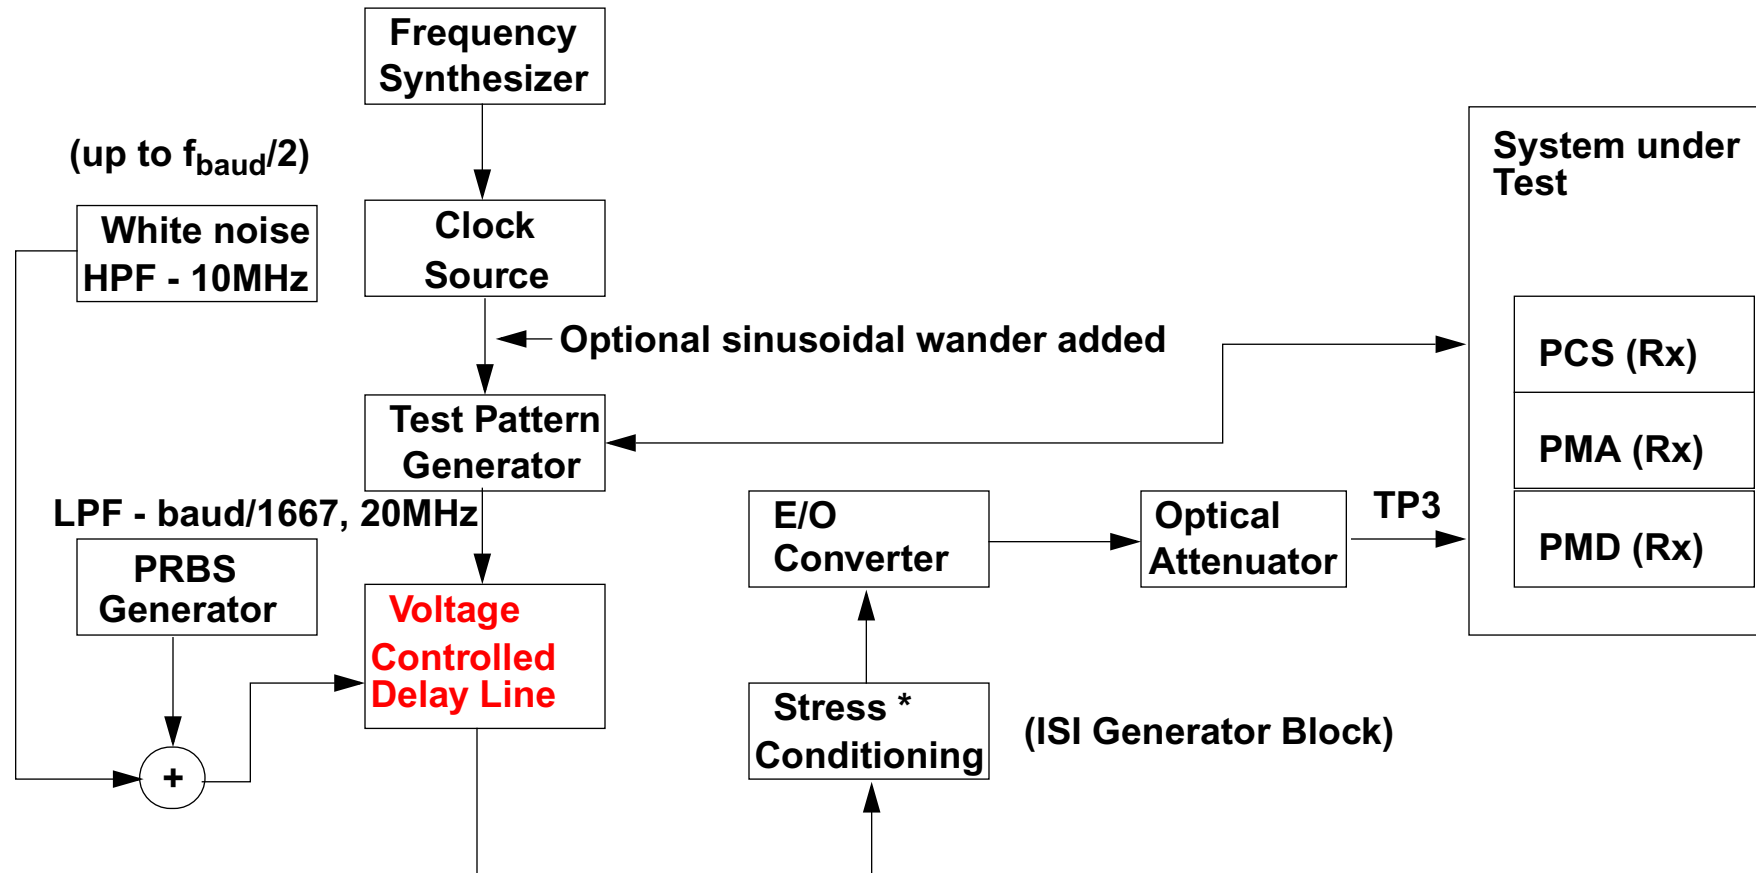 Frequency
Synthesizer
(up to fbaud/2)
White noise
HPF - 10MHz
Clock
Source
Optional sinusoidal wander added
System under
Test
PCS (Rx)
PMA (Rx)
PMD (Rx)
Test Pattern
Generator
LPF - baud/1667, 20MHz
PRBS
Generator
Voltage
Controlled
Delay Line
+
E/O
Converter
Optical
Attenuator
TP3
Stress *
Conditioning
(ISI Generator Block)